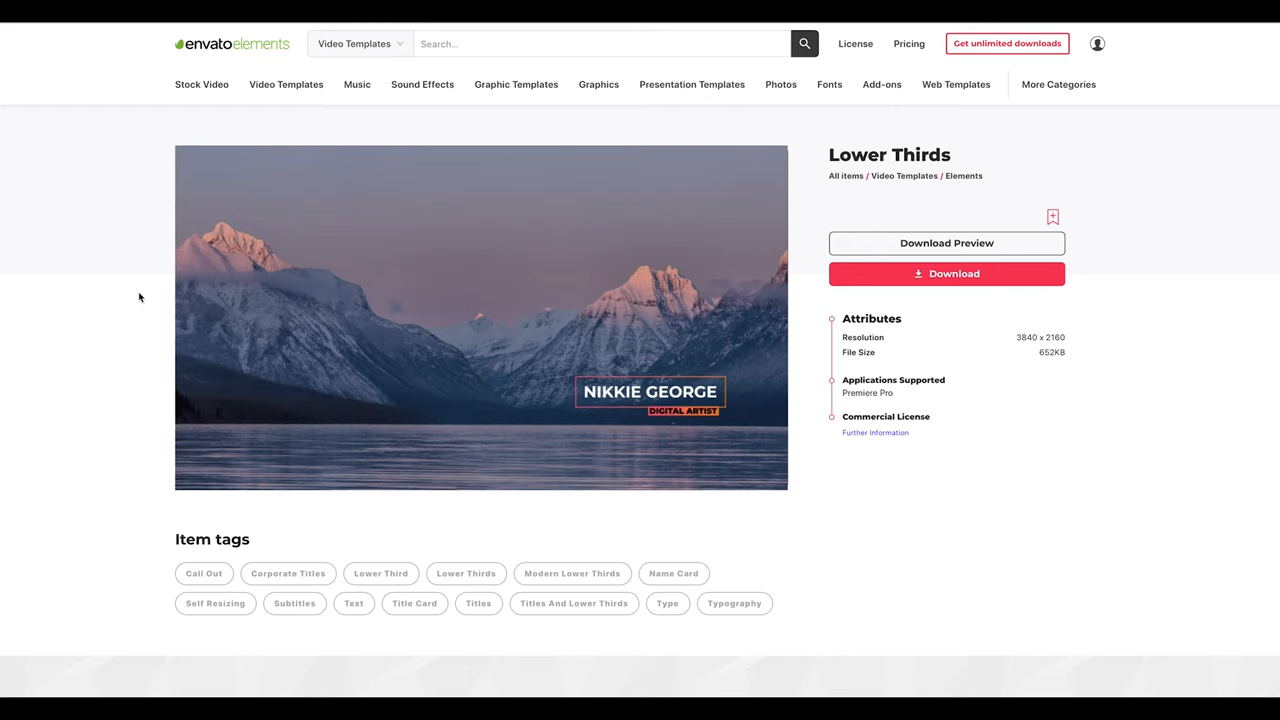 envatoelements
Video Templates
Search...
License
Pricing
Get unlimited downloads
Stock Video
Video Templates
Music
Sound Effects
Graphic Templates
Graphics
Presentation Templates
Photos
Fonts
Add-ons
Web Templates
More Categories
NIKKIE GEORGE
DIGITAL ARTIST
Lower Thirds
All items / Video Templates / Elements
Download Preview
Download
Attributes
Resolution 3840 x 2160
File Size 652KB
Applications Supported
Premiere Pro
Commercial License
Further Information
Item tags
Call Out
Corporate Titles
Lower Third
Lower Thirds
Modern Lower Thirds
Name Card
Self Resizing
Subtitles
Text
Title Card
Titles
Titles And Lower Thirds
Type
Typography